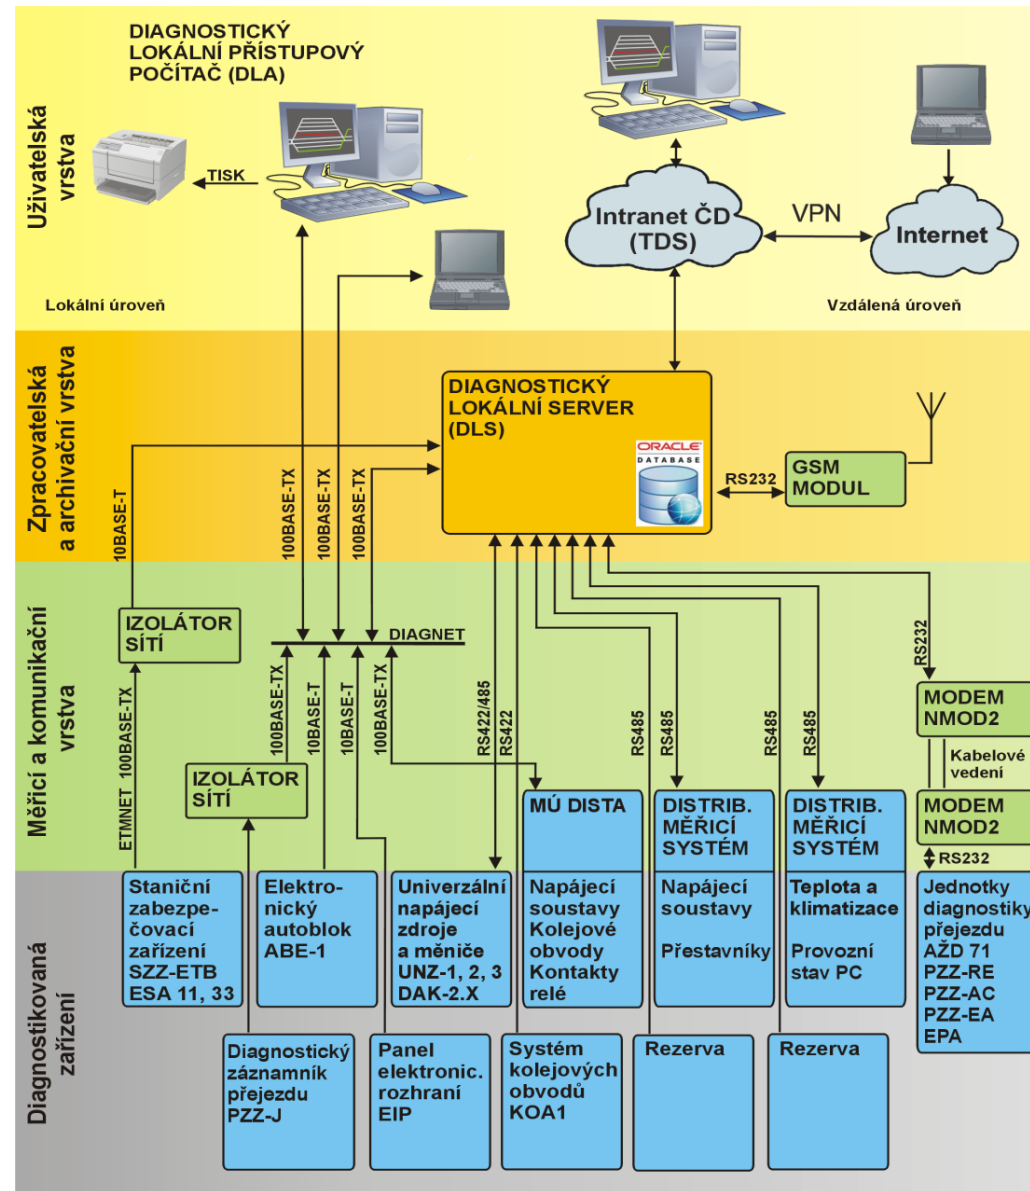 DIAGNOSTICKÝ
LOKÁLNÍ PŘÍSTUPOVÝ
POČÍTAČ (DLA)
Uživatelská
vrstva
TISK
Intranet ČD
(TDS)
VPN
Internet
Lokální úroveň
Vzdálená úroveň
Zpracovatelská
a archivační vrstva
DIAGNOSTICKÝ
LOKÁLNÍ SERVER
(DLS)
ORACLE
DATABASE
RS232
GSM
MODUL
10BASE-T
100BASE-TX
100BASE-TX
100BASE-TX
Měřicí a komunikační
vrstva
IZOLÁTOR
SÍTÍ
DIAGNET
ETMNET 100BASE-TX
100BASE-TX
10BASE-T
10BASE-T
100BASE-TX
RS422/485
RS422
RS485
RS485
RS485
RS485
RS232
MODEM
NMOD2
Kabelové
vedení
IZOLÁTOR
SÍTÍ
MÚ DISTA
DISTRIB.
MĚŘICÍ
SYSTÉM
DISTRIB.
MĚŘICÍ
SYSTÉM
MODEM
NMOD2
RS232
Diagnostikovaná
zařízení
Staniční
zabezpe-
čovací
zařízení
SZZ-ETB
ESA 11, 33
Elektro-
nický
autoblok
ABE-1
Univerzální
napájecí
zdroje
a měniče
UNZ-1, 2, 3
DAK-2.X
Napájecí
soustavy
Kolejové
obvody
Kontakty
relé
Napájecí
soustavy
Přestavníky
Teplota a
klimatizace
Provozní
stav PC
Jednotky
diagnostiky
přejezdu
AŽD 71
PZZ-RE
PZZ-AC
PZZ-EA
EPA
Diagnostický
záznamník
přejezdu
PZZ-J
Panel
elektronic.
rozhraní
EIP
Systém
kolejových
obvodů
KOA1
Rezerva
Rezerva